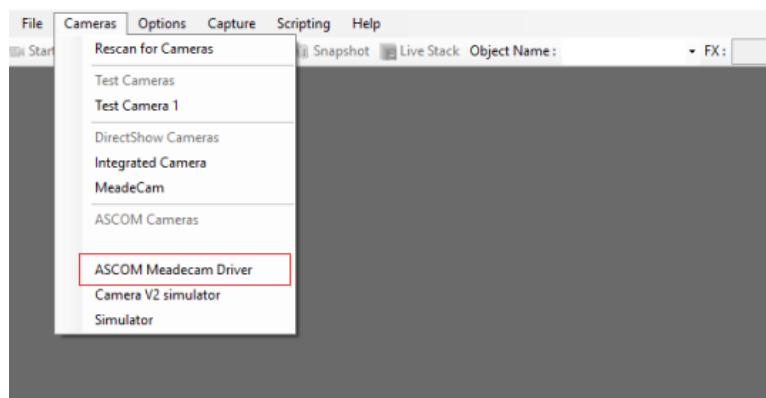 File Cameras Options Capture Scripting Help
Start Snapshot Live Stack Object Name : FX :
Rescan for Cameras
Test Cameras
Test Camera 1
DirectShow Cameras
Integrated Camera
MeadeCam
ASCOM Cameras
ASCOM Meadecam Driver
Camera V2 simulator
Simulator